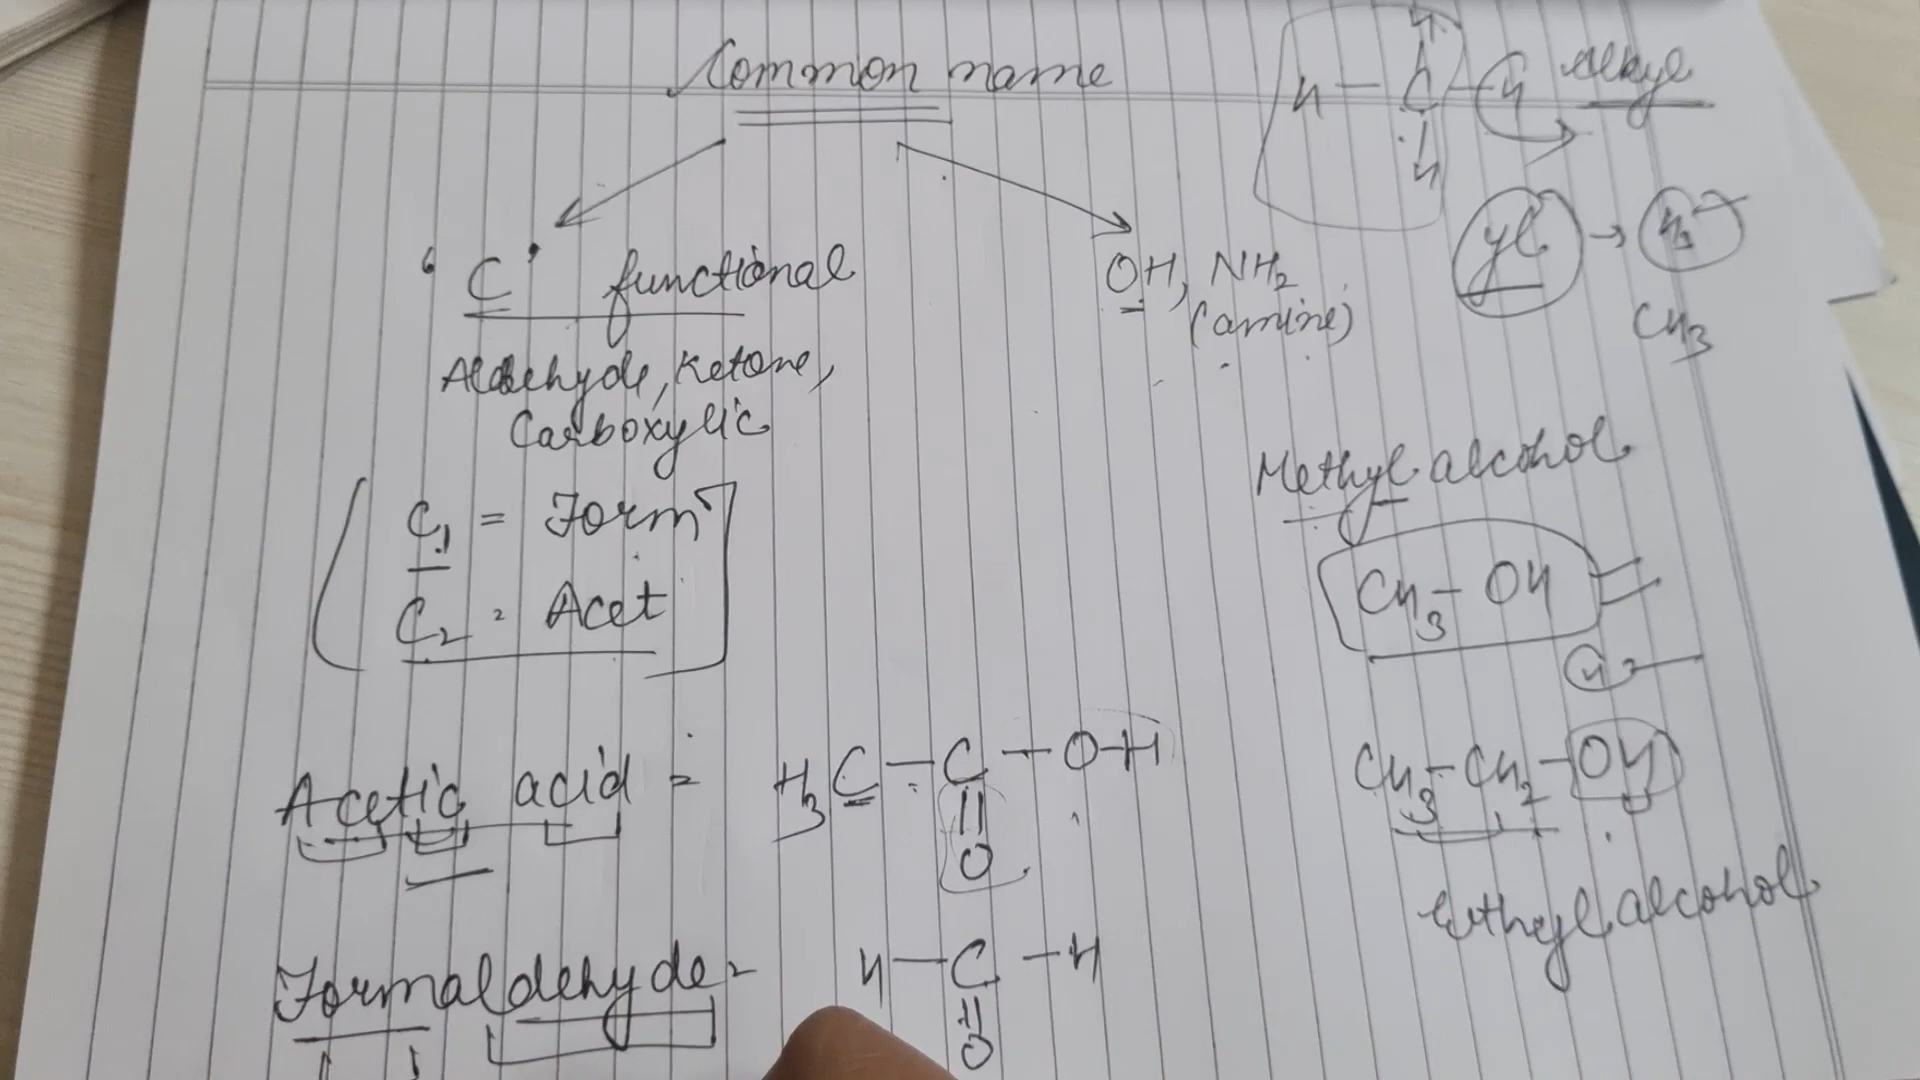 Common name
"C" functional
Aldehyde, Ketone,
Carboxylic
C1 = Form
C2 = Acet
Acetic acid = H3C - C - O-H
||
O
Formaldehyde = H - C - H
||
O
H
H - C - H alkyl
|
H
yl → H
CH3
OH, NH2
(amine)
Methyl alcohol
CH3 - OH
CH3 - CH2 - OH
Ethyl alcohol